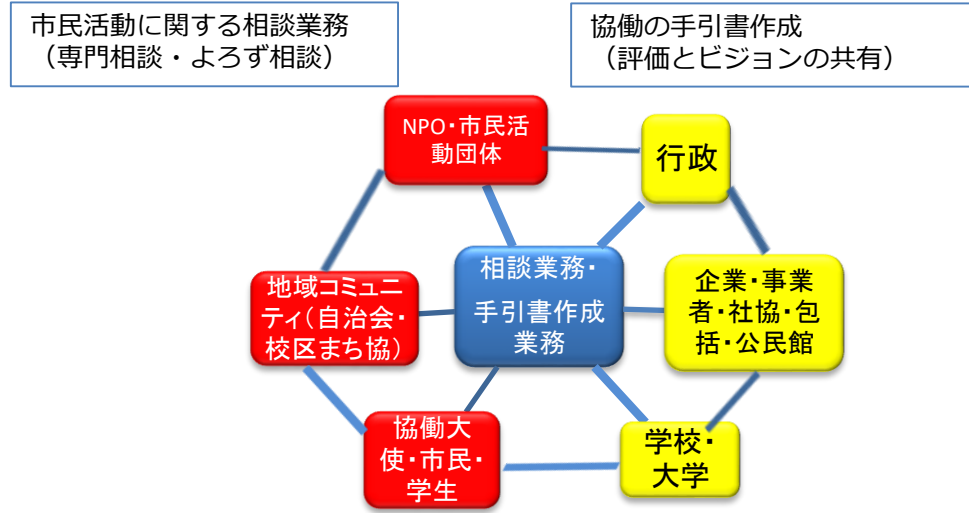 市民活動に関する相談業務
（専門相談・よろず相談）
協働の手引書作成
（評価とビジョンの共有）
NPO・市民活
動団体
行政
相談業務・
手引書作成
業務
地域コミュニ
ティ（自治会・
校区まち協）
企業・事業
者・社協・包
括・公民館
協働大
使・市民・
学生
学校・
大学